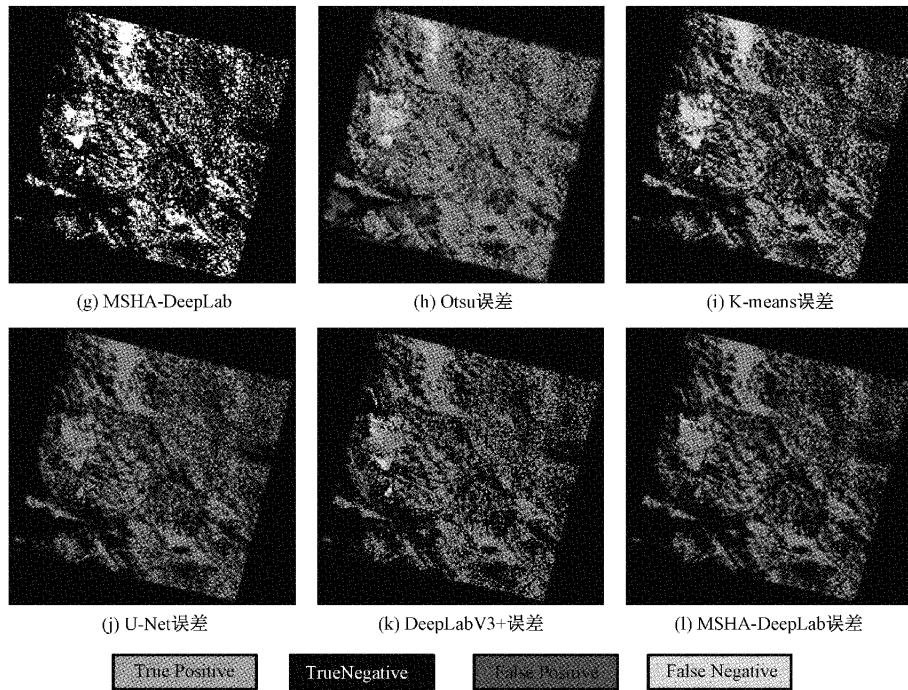 (g) MSHA-DeepLab
(h) Otsu误差
(i) K-means误差
(j) U-Net误差
(k) DeepLabV3+误差
(l) MSHA-DeepLab误差
True Positive
TrueNegative
False Positive
False Negative